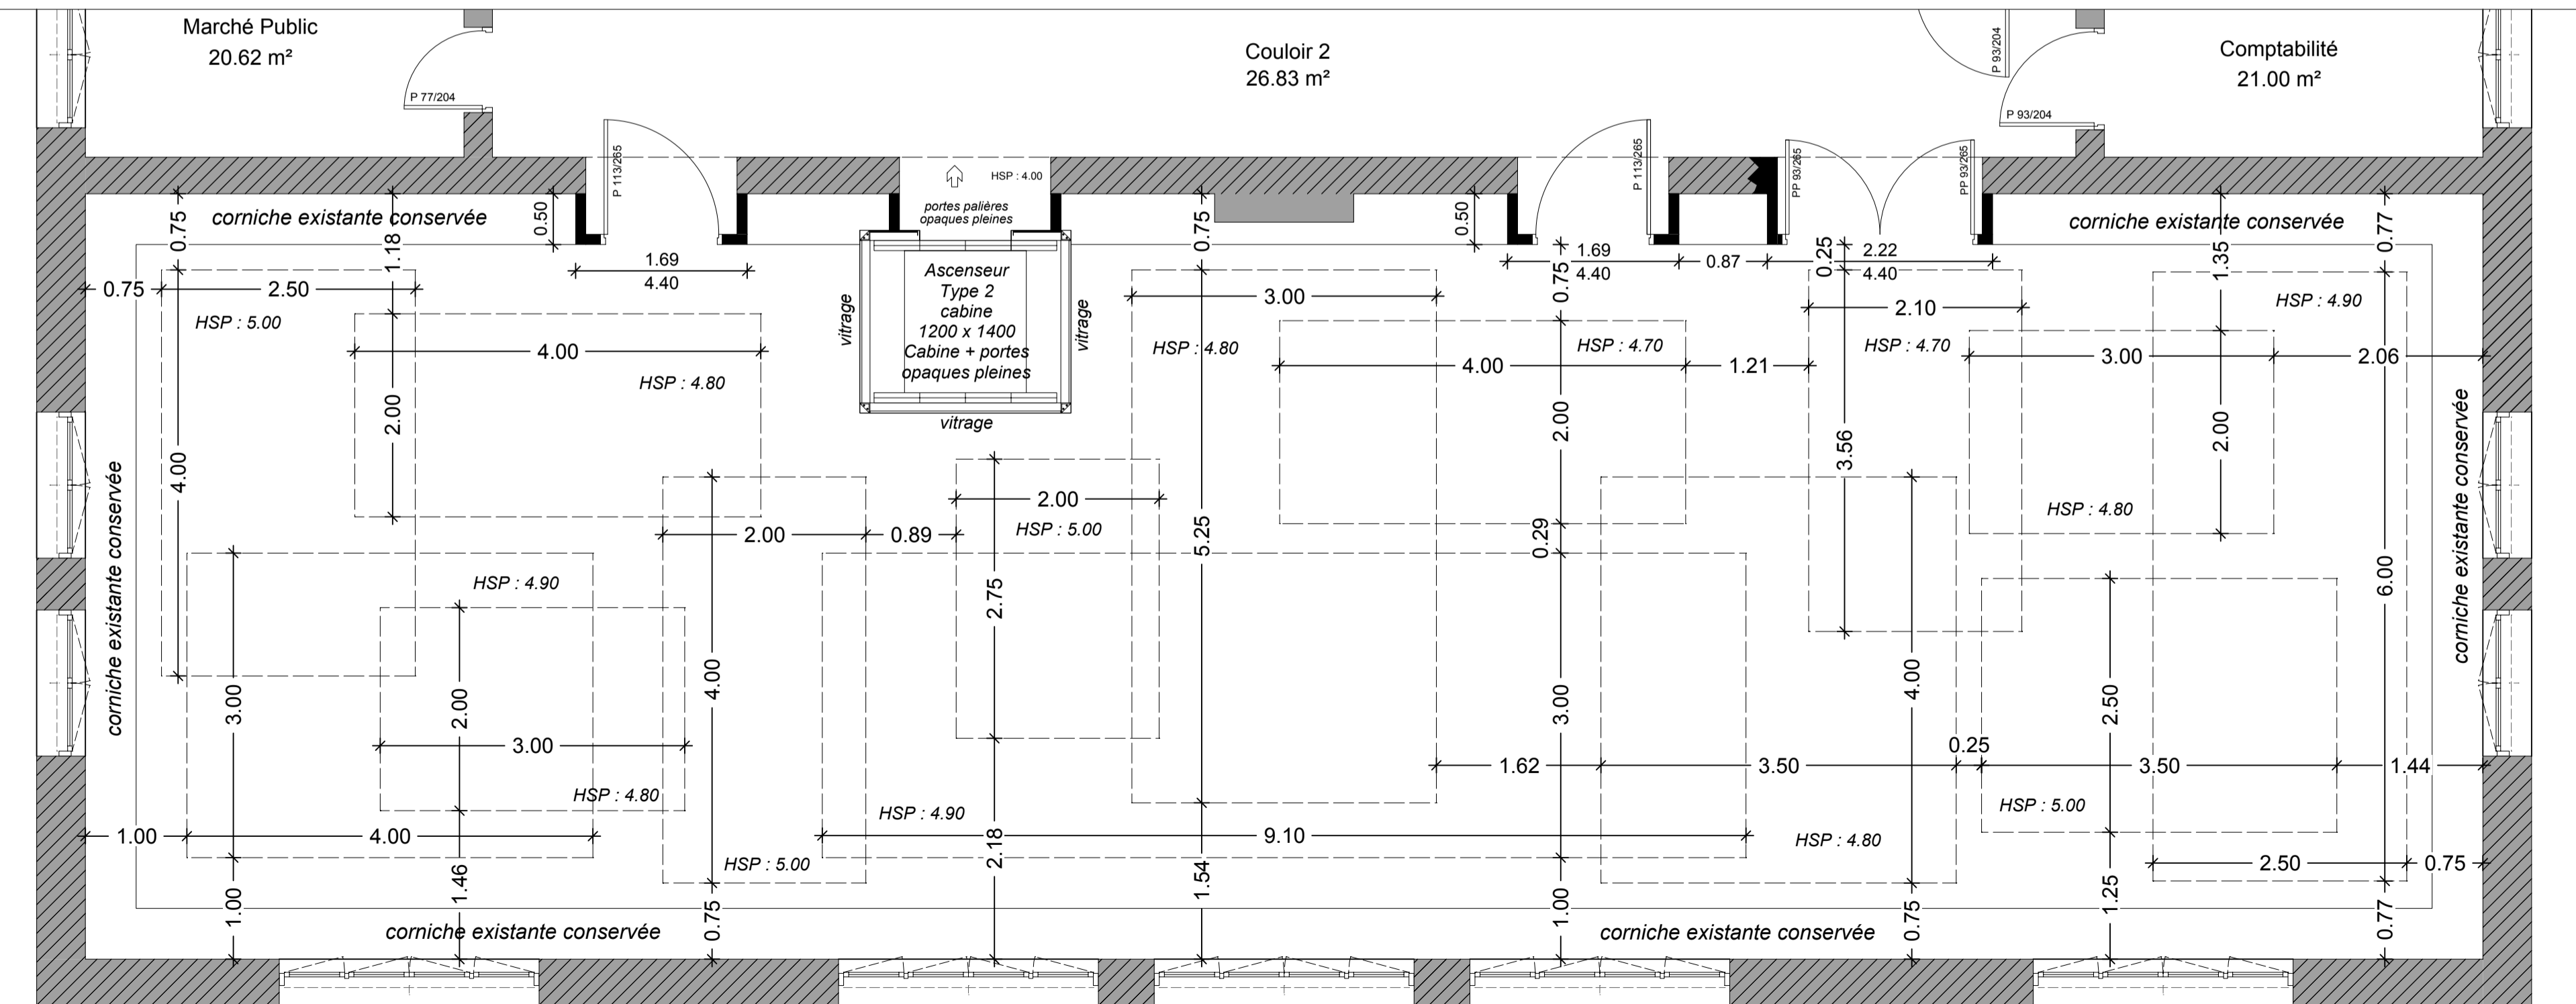 Marché Public
20.62 m²
P 77/204
Couloir 2
26.83 m²
P 93/204
P 93/204
Comptabilité
21.00 m²
P 113/265
HSP : 4.00
portes palières
opaques pleines
P 113/265
PP 93/265
PP 93/265
corniche existante conservée
corniche existante conservée
0.75
1.18
0.50
0.75
0.50
0.75
0.25
1.35
0.77
1.69
4.40
1.69
4.40
0.87
2.22
4.40
Ascenseur
Type 2
cabine
1200 x 1400
Cabine + portes
opaques pleines
vitrage
vitrage
vitrage
0.75
2.50
HSP : 5.00
3.00
2.10
HSP : 4.90
4.00
HSP : 4.80
HSP : 4.80
HSP : 4.70
HSP : 4.70
4.00
1.21
3.00
2.06
2.00
4.00
2.00
3.56
2.00
corniche existante conservée
corniche existante conservée
2.00
0.89
2.00
HSP : 5.00
5.25
0.29
HSP : 4.80
HSP : 4.90
2.75
6.00
3.00
2.00
4.00
3.00
4.00
2.50
3.00
0.25
1.62
3.50
3.50
1.44
HSP : 4.80
HSP : 4.90
HSP : 5.00
1.00
4.00
9.10
HSP : 4.80
HSP : 5.00
2.18
1.54
2.50
0.75
1.00
1.46
0.75
1.00
0.75
1.25
0.77
corniche existante conservée
corniche existante conservée